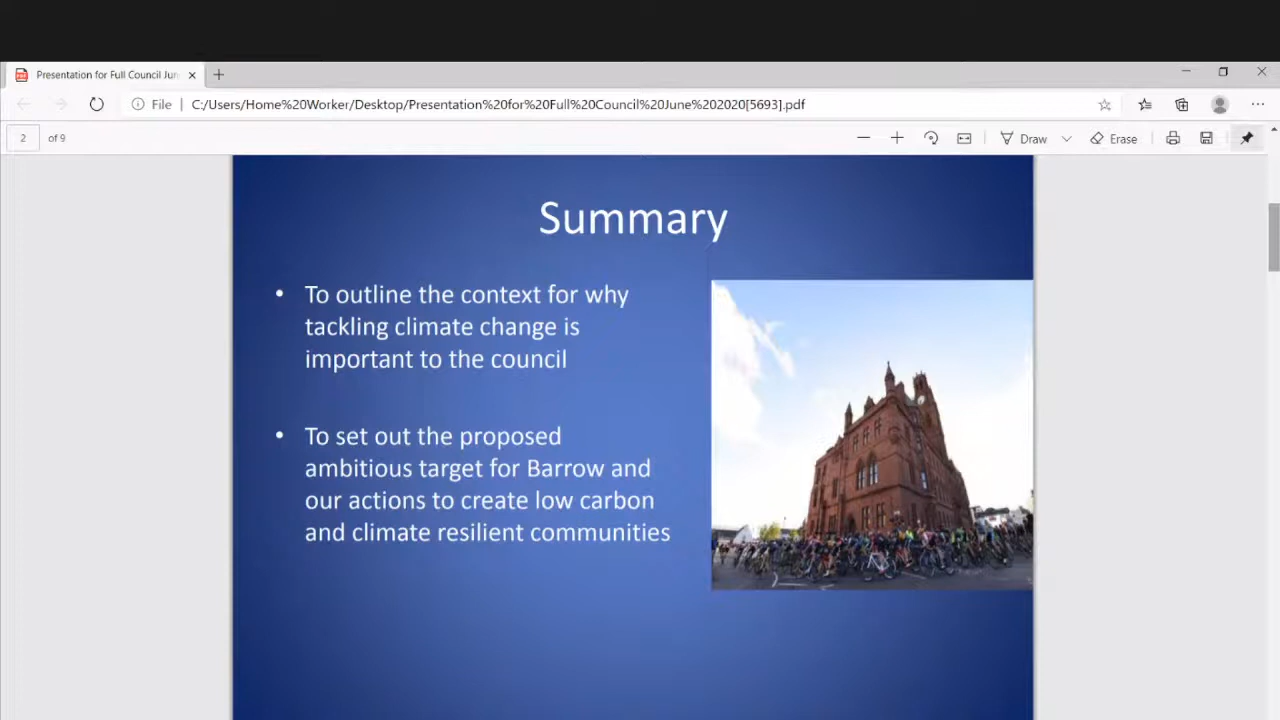 Presentation for Full Council Jun
File | C:/Users/Home%20Worker/Desktop/Presentation%20for%20Full%20Council%20June%202020[5693].pdf
2 of 9 Draw Erase
Summary
• To outline the context for why
tackling climate change is
important to the council
• To set out the proposed
ambitious target for Barrow and
our actions to create low carbon
and climate resilient communities